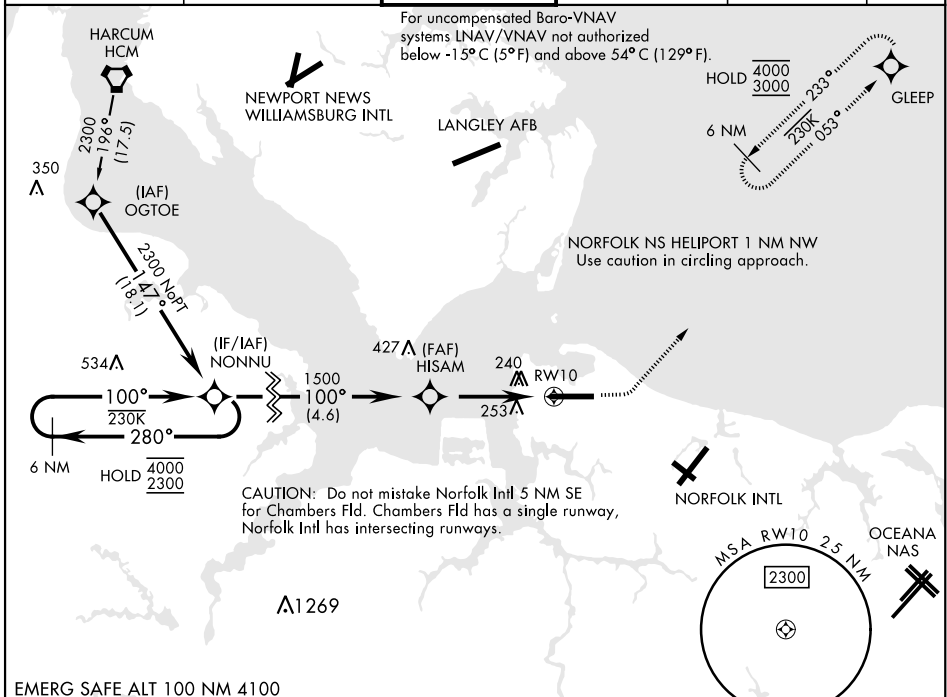 For uncompensated Baro-VNAV
systems LNAV/VNAV not authorized
below -15° C (5° F) and above 54° C (129° F).
HARCUM
HCM
2300
196°
(17.5)
NEWPORT NEWS
WILLIAMSBURG INTL
LANGLEY AFB
HOLD 4000
3000
233°
230K
053°
GLEEP
6 NM
350
(IAF)
OGTOE
2300 NoPT
147°
(18.1)
NORFOLK NS HELIPORT 1 NM NW
Use caution in circling approach.
534
(IF/IAF)
NONNU
427
(FAF)
HISAM
240
RW10
253
1500
100°
(4.6)
100°
230K
280°
6 NM
HOLD 4000
2300
CAUTION: Do not mistake Norfolk Intl 5 NM SE
for Chambers Fld. Chambers Fld has a single runway,
Norfolk Intl has intersecting runways.
NORFOLK INTL
OCEANA
NAS
MSA RW10 25 NM
2300
1269
EMERG SAFE ALT 100 NM 4100